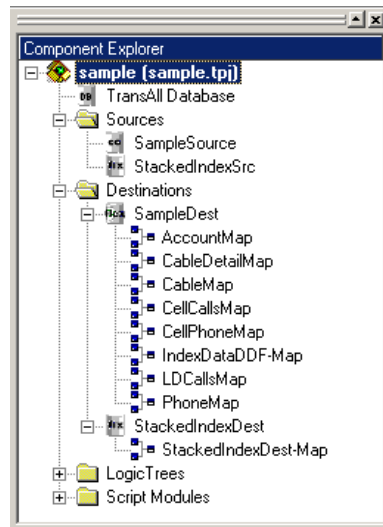 Component Explorer
sample (sample.tpj)
TransAll Database
Sources
SampleSource
StackedIndexSrc
Destinations
SampleDest
AccountMap
CableDetailMap
CableMap
CellCallsMap
CellPhoneMap
IndexDataDDF-Map
LDCallsMap
PhoneMap
StackedIndexDest
StackedIndexDest-Map
LogicTrees
Script Modules